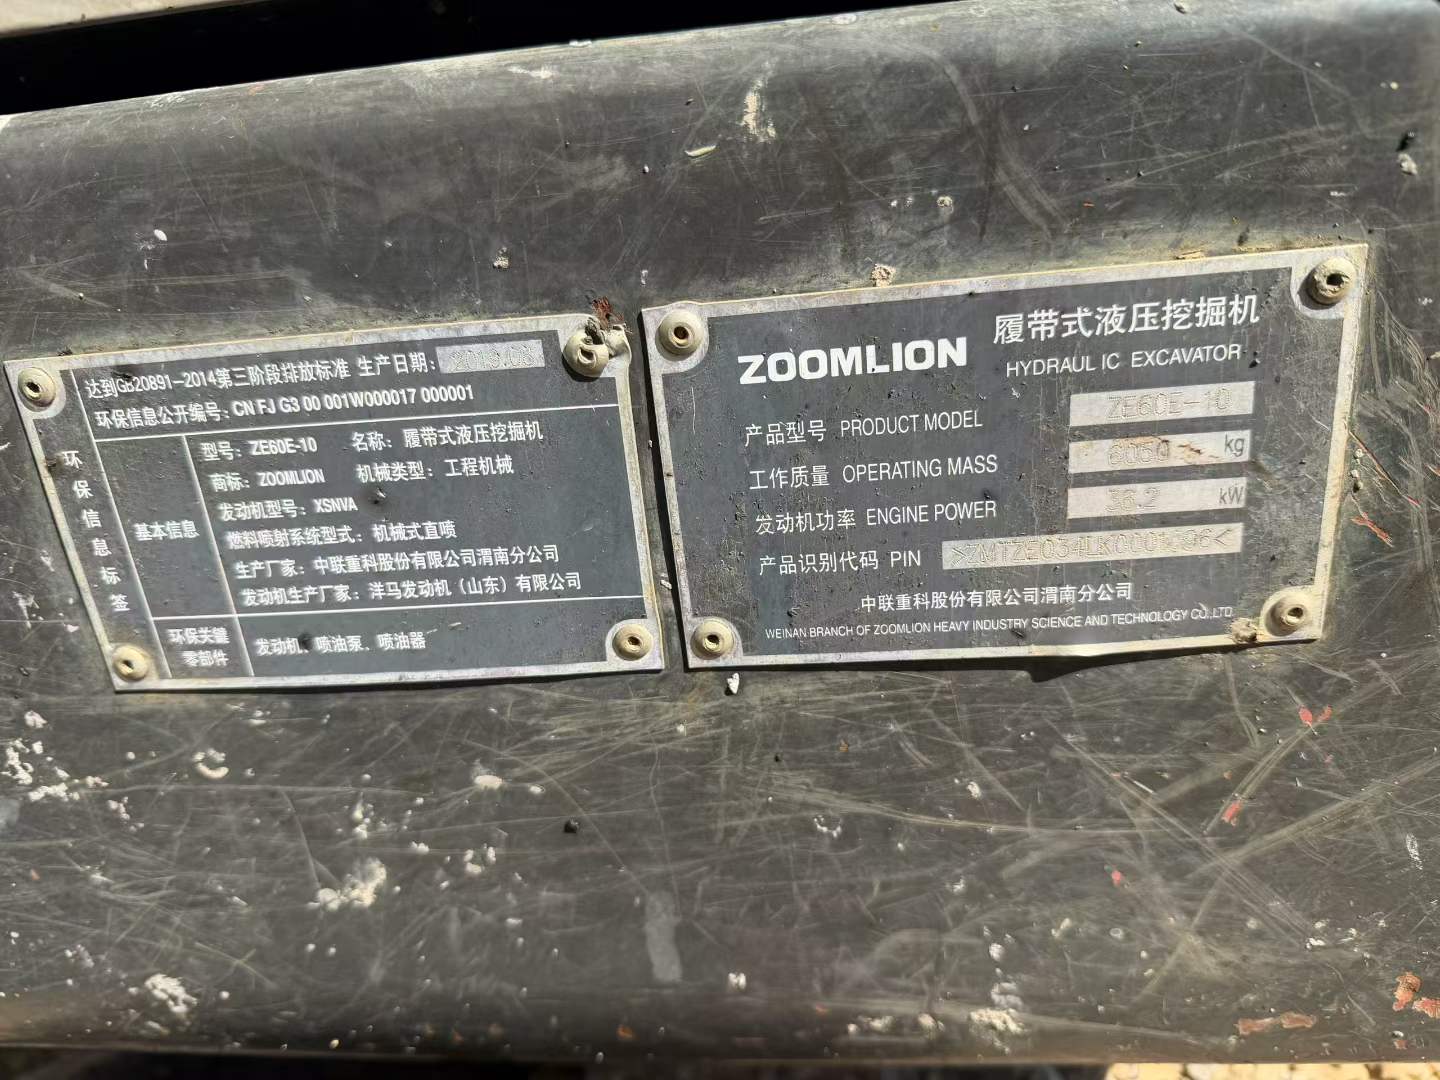 达到GB20891-2014第三阶段排放标准 生产日期：2019.08
环保信息公开编号：CN FJ G3 00 001W000017 000001
环保信息标签
基本信息
型号：ZE60E-10 名称：履带式液压挖掘机
商标：ZOOMLION 机械类型：工程机械
发动机型号：XSNVA
燃料喷射系统型式：机械式直喷
生产厂家：中联重科股份有限公司渭南分公司
发动机生产厂家：洋马发动机（山东）有限公司
环保关键
零部件
发动机、喷油泵、喷油器
ZOOMLION 履带式液压挖掘机
HYDRAULIC EXCAVATOR
产品型号 PRODUCT MODEL ZE60E-10
工作质量 OPERATING MASS kg
发动机功率 ENGINE POWER 36.2 kW
产品识别代码 PIN
中联重科股份有限公司渭南分公司
WEINAN BRANCH OF ZOOMLION HEAVY INDUSTRY SCIENCE AND TECHNOLOGY CO.,LTD.